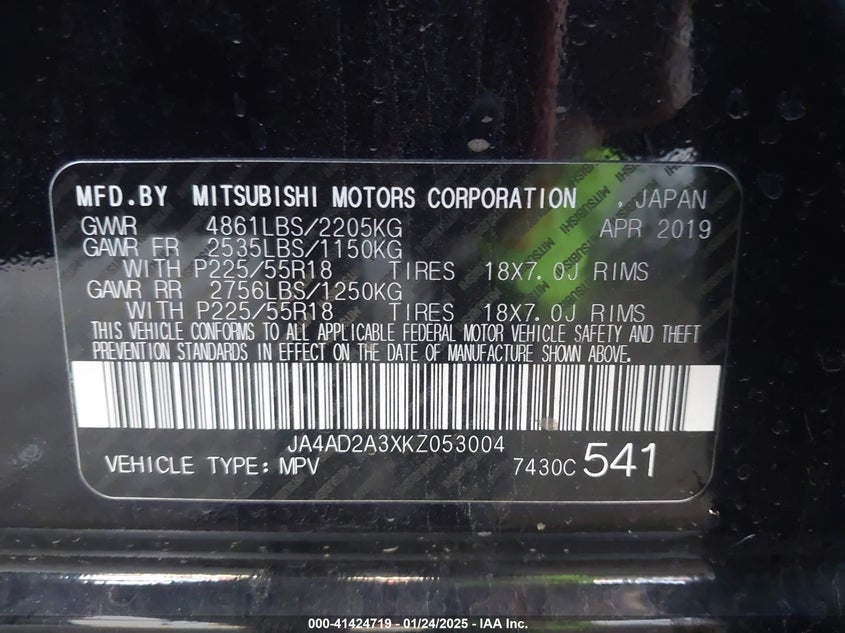 MFD.BY MITSUBISHI MOTORS CORPORATION , JAPAN
GVWR 4861LBS/2205KG APR 2019
GAWR FR 2535LBS/1150KG
WITH P225/55R18 TIRES 18X7.0J RIMS
GAWR RR 2756LBS/1250KG
WITH P225/55R18 TIRES 18X7.0J RIMS
THIS VEHICLE CONFORMS TO ALL APPLICABLE FEDERAL MOTOR VEHICLE SAFETY AND THEFT
PREVENTION STANDARDS IN EFFECT ON THE DATE OF MANUFACTURE SHOWN ABOVE.
JA4AD2A3XKZ053004
VEHICLE TYPE: MPV 7430C 541
000-41424719 - 01/24/2025 - IAA Inc.